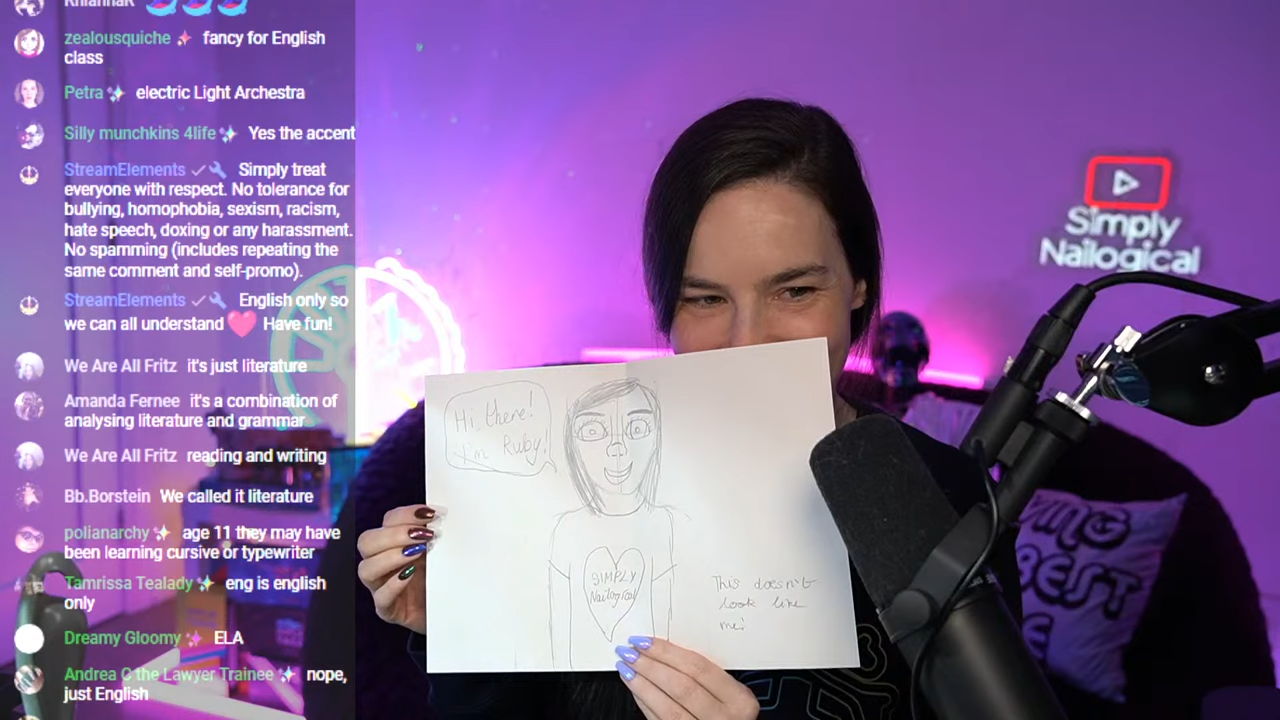 RhiannaR
zealousquiche fancy for English
class
Petra electric Light Archestra
Silly munchkins 4life Yes the accent
StreamElements Simply treat
everyone with respect. No tolerance for
bullying, homophobia, sexism, racism,
hate speech, doxing or any harassment.
No spamming (includes repeating the
same comment and self-promo).
StreamElements English only so
we can all understand Have fun!
We Are All Fritz it's just literature
Amanda Fernee it's a combination of
analysing literature and grammar
We Are All Fritz reading and writing
Bb.Borstein We called it literature
polianarchy age 11 they may have
been learning cursive or typewriter
Tamrissa Tealady eng is english
only
Dreamy Gloomy ELA
Andrea C the Lawyer Trainee nope,
just English
Simply
Nailogical
Hi there!
I'm Ruby!
SIMPLY
Nailogical
This doesn't
look like
me!
BEST